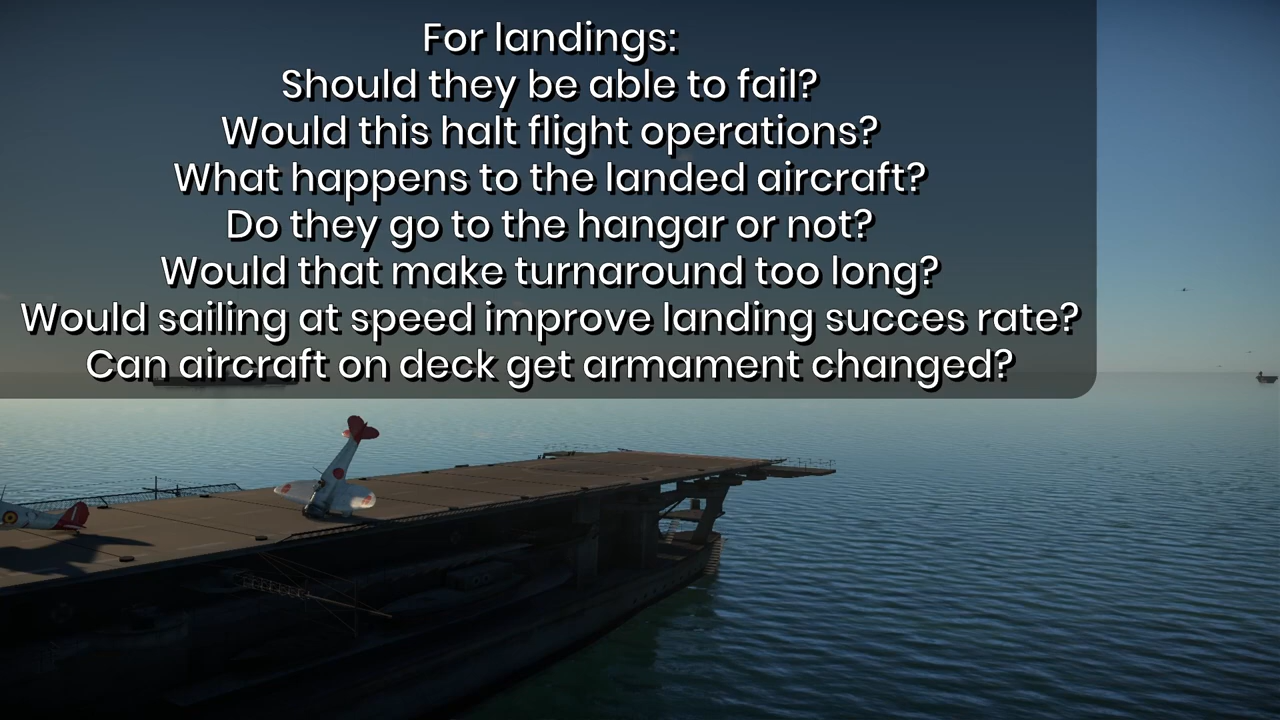 For landings:
Should they be able to fail?
Would this halt flight operations?
What happens to the landed aircraft?
Do they go to the hangar or not?
Would that make turnaround too long?
Would sailing at speed improve landing succes rate?
Can aircraft on deck get armament changed?